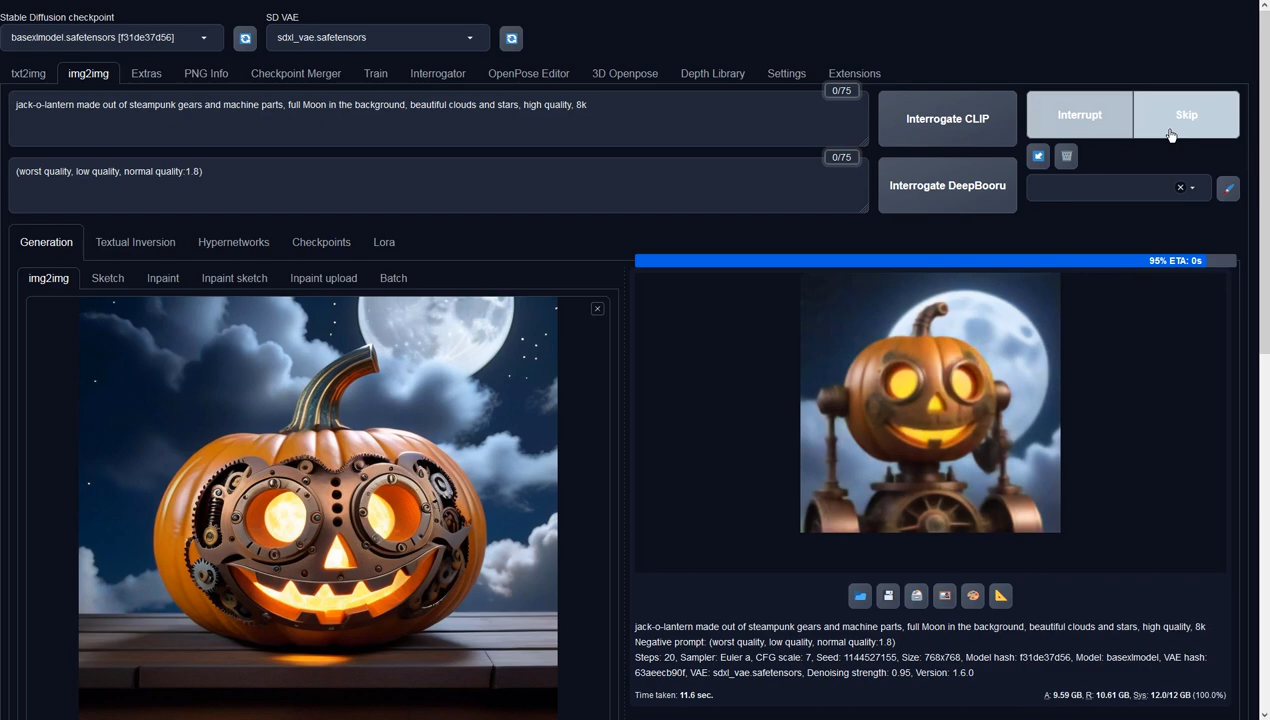 Stable Diffusion checkpoint
SD VAE
basexlmodel.safetensors [f31de37d56]
sdxl_vae.safetensors
txt2img
img2img
Extras
PNG Info
Checkpoint Merger
Train
Interrogator
OpenPose Editor
3D Openpose
Depth Library
Settings
Extensions
0/75
jack-o-lantern made out of steampunk gears and machine parts, full Moon in the background, beautiful clouds and stars, high quality, 8k
Interrogate CLIP
Interrupt
Skip
0/75
(worst quality, low quality, normal quality:1.8)
Interrogate DeepBooru
Generation
Textual Inversion
Hypernetworks
Checkpoints
Lora
95% ETA: 0s
img2img
Sketch
Inpaint
Inpaint sketch
Inpaint upload
Batch
jack-o-lantern made out of steampunk gears and machine parts, full Moon in the background, beautiful clouds and stars, high quality, 8k
Negative prompt: (worst quality, low quality, normal quality:1.8)
Steps: 20, Sampler: Euler a, CFG scale: 7, Seed: 1144527155, Size: 768x768, Model hash: f31de37d56, Model: basexlmodel, VAE hash:
63aeecb90f, VAE: sdxl_vae.safetensors, Denoising strength: 0.95, Version: 1.6.0
Time taken: 11.6 sec.
A: 9.59 GB, R: 10.61 GB, Sys: 12.0/12 GB (100.0%)